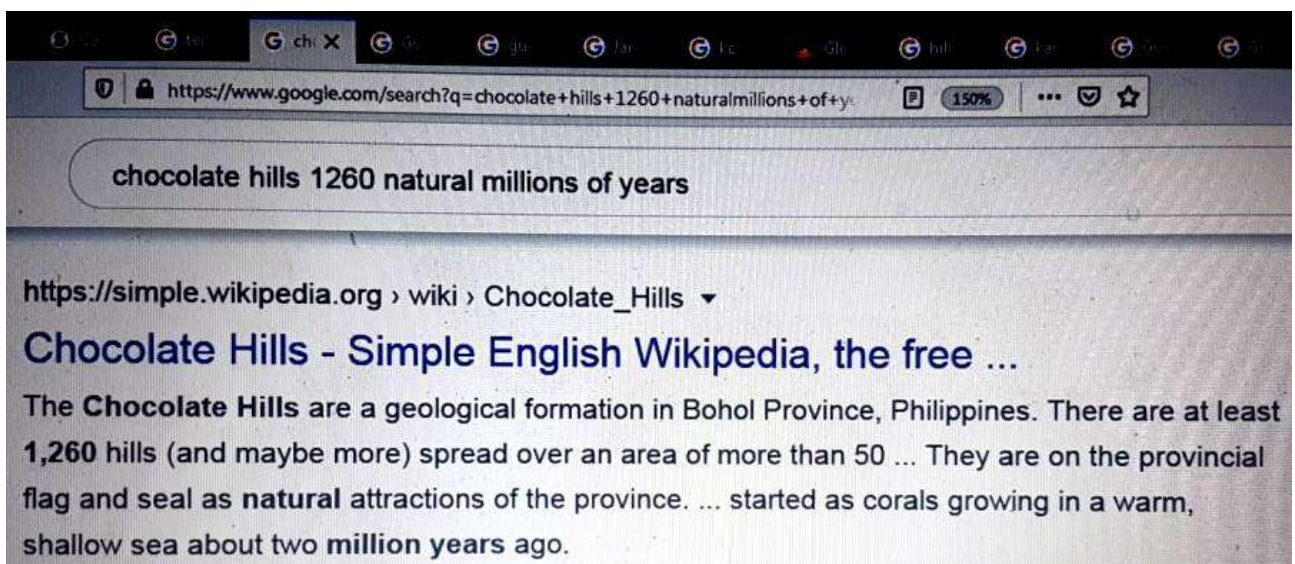 ch
https://www.google.com/search?q=chocolate+hills+1260+naturalmillions+of+y
150%
chocolate hills 1260 natural millions of years
https://simple.wikipedia.org › wiki › Chocolate_Hills
Chocolate Hills - Simple English Wikipedia, the free ...
The Chocolate Hills are a geological formation in Bohol Province, Philippines. There are at least
1,260 hills (and maybe more) spread over an area of more than 50 ... They are on the provincial
flag and seal as natural attractions of the province. ... started as corals growing in a warm,
shallow sea about two million years ago.